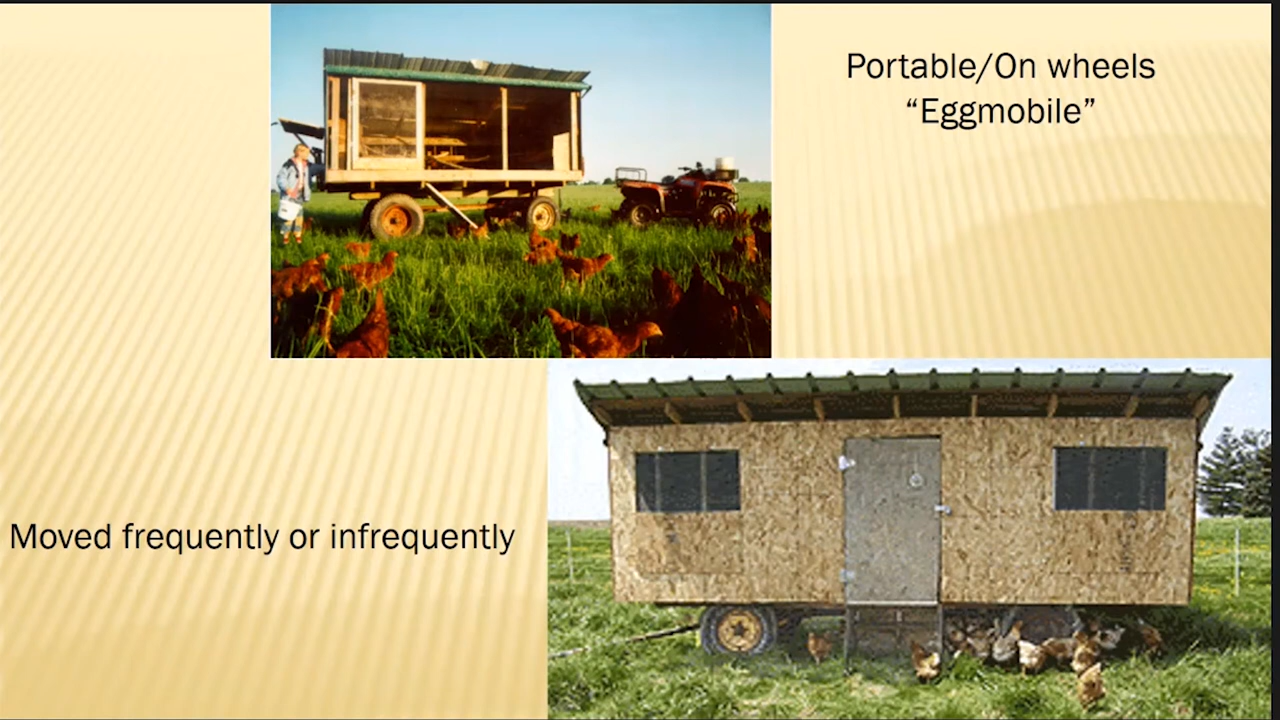 Portable/On wheels
“Eggmobile”
Moved frequently or infrequently